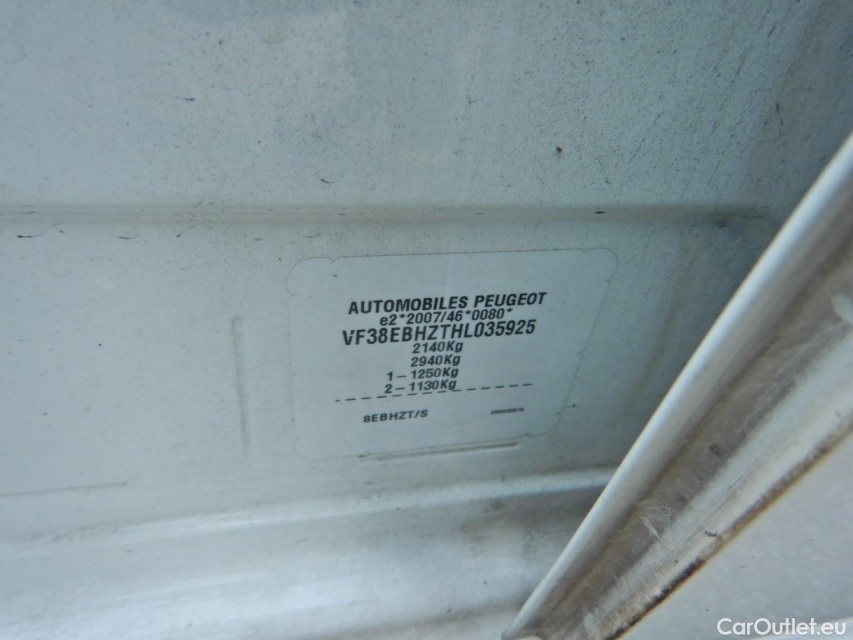 AUTOMOBILES PEUGEOT
e2*2007/46*0080*
VF38EBHZTHL035925
2140Kg
2940Kg
1-1250Kg
2-1130Kg
8EBHZT/S
CarOutlet.eu